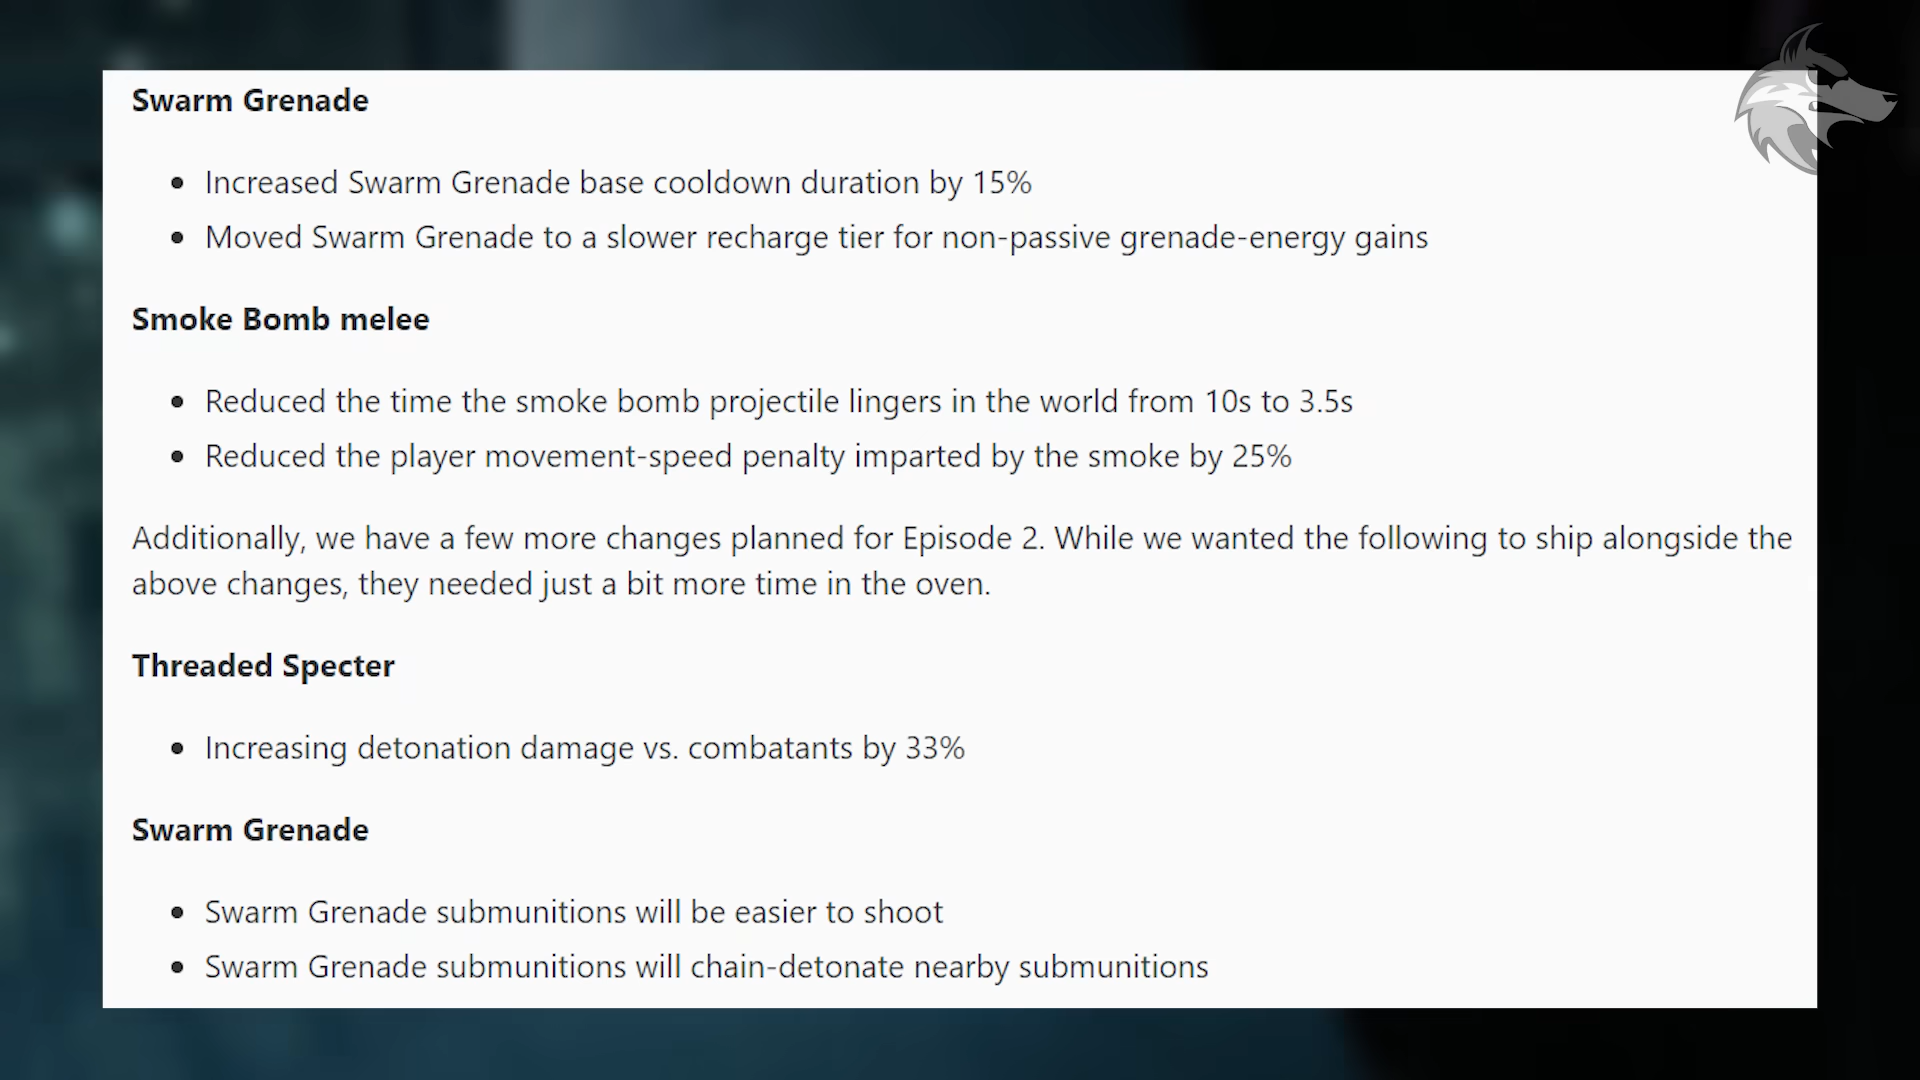 Swarm Grenade
• Increased Swarm Grenade base cooldown duration by 15%
• Moved Swarm Grenade to a slower recharge tier for non-passive grenade-energy gains
Smoke Bomb melee
• Reduced the time the smoke bomb projectile lingers in the world from 10s to 3.5s
• Reduced the player movement-speed penalty imparted by the smoke by 25%
Additionally, we have a few more changes planned for Episode 2. While we wanted the following to ship alongside the
above changes, they needed just a bit more time in the oven.
Threaded Specter
• Increasing detonation damage vs. combatants by 33%
Swarm Grenade
• Swarm Grenade submunitions will be easier to shoot
• Swarm Grenade submunitions will chain-detonate nearby submunitions